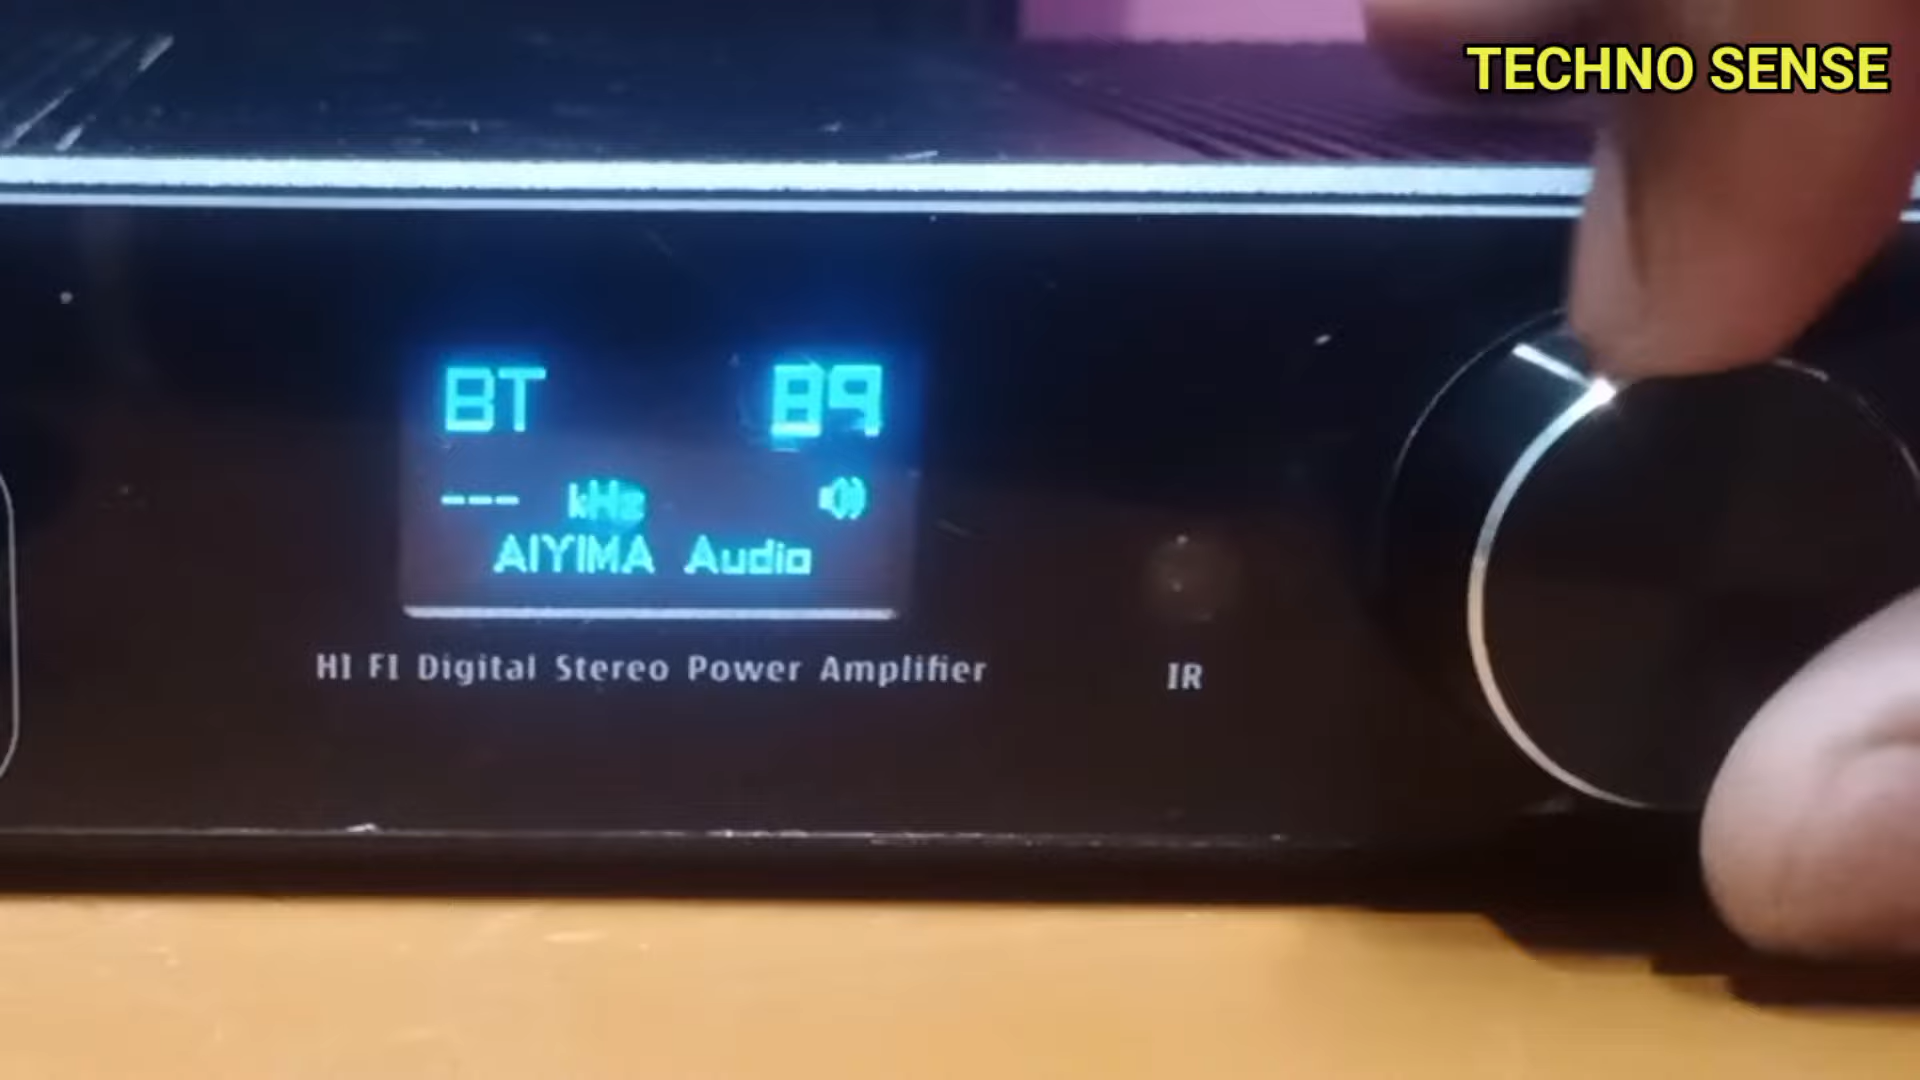 TECHNO SENSE
BT 89
--- kHz
AIYIMA Audio
HI FI Digital Stereo Power Amplifier
IR